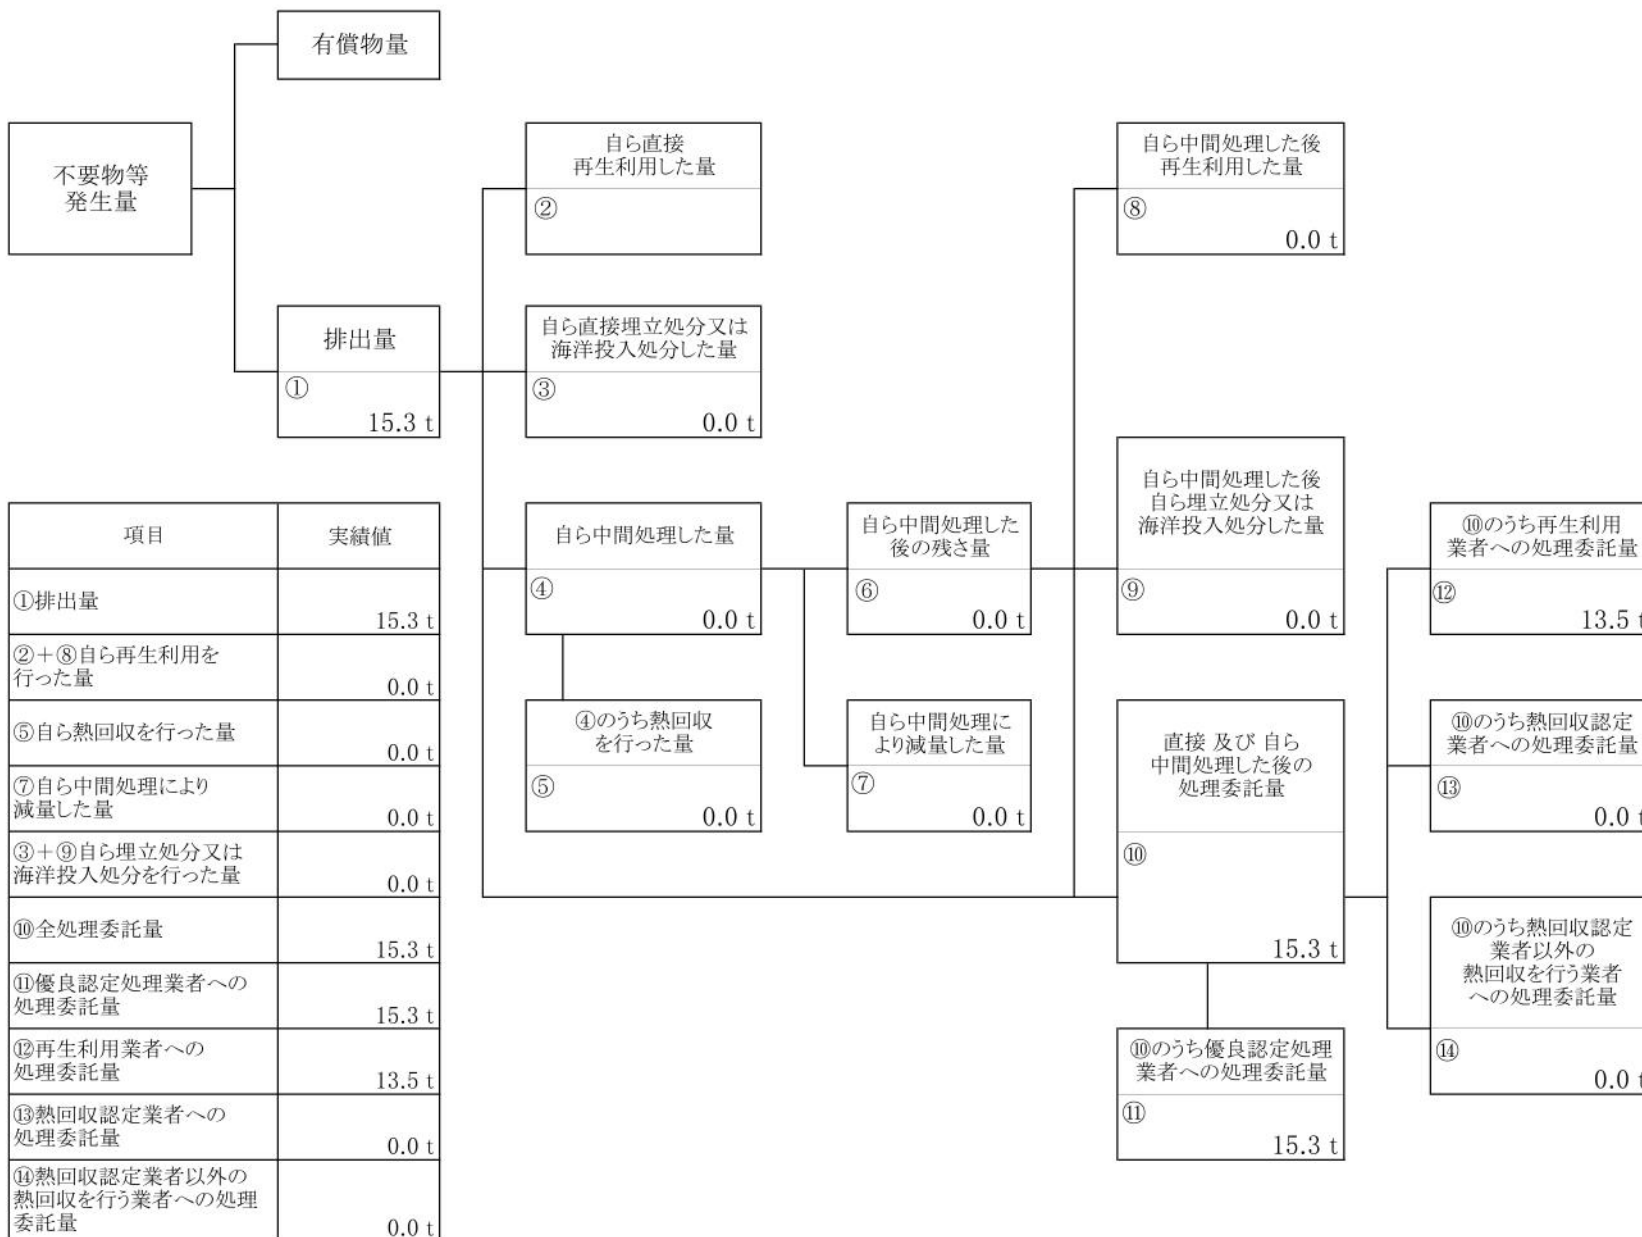 有償物量
不要物等
発生量
自ら直接
再生利用した量
②
自ら中間処理した後
再生利用した量
⑧
0.0 t
排出量
①
15.3 t
自ら直接埋立処分又は
海洋投入処分した量
③
0.0 t
自ら中間処理した量
④
0.0 t
自ら中間処理した
後の残さ量
⑥
0.0 t
自ら中間処理した後
自ら埋立処分又は
海洋投入処分した量
⑨
0.0 t
⑩のうち再生利用
業者への処理委託量
⑫
13.5 t
④のうち熱回収
を行った量
⑤
0.0 t
自ら中間処理に
より減量した量
⑦
0.0 t
直接 及び 自ら
中間処理した後の
処理委託量
⑩
15.3 t
⑩のうち熱回収認定
業者への処理委託量
⑬
0.0 t
⑩のうち熱回収認定
業者以外の
熱回収を行う業者
への処理委託量
⑭
0.0 t
⑩のうち優良認定処理
業者への処理委託量
⑪
15.3 t
項目 実績値
①排出量
15.3 t
②+⑧自ら再生利用を
行った量
0.0 t
⑤自ら熱回収を行った量
0.0 t
⑦自ら中間処理により
減量した量
0.0 t
③+⑨自ら埋立処分又は
海洋投入処分を行った量
0.0 t
⑩全処理委託量
15.3 t
⑪優良認定処理業者への
処理委託量
15.3 t
⑫再生利用業者への
処理委託量
13.5 t
⑬熱回収認定業者への
処理委託量
0.0 t
⑭熱回収認定業者以外の
熱回収を行う業者への処理
委託量
0.0 t